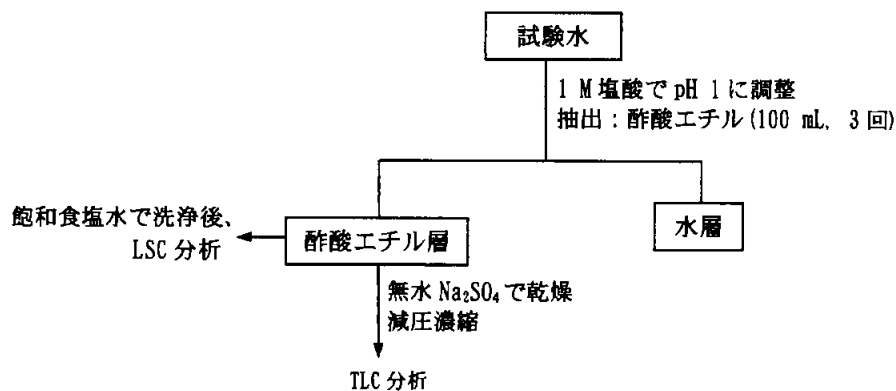 試験水
1 M 塩酸で pH 1 に調整
抽出：酢酸エチル (100 mL, 3 回)
飽和食塩水で洗浄後、
LSC 分析
酢酸エチル層
水層
無水 Na₂SO₄ で乾燥
減圧濃縮
TLC 分析